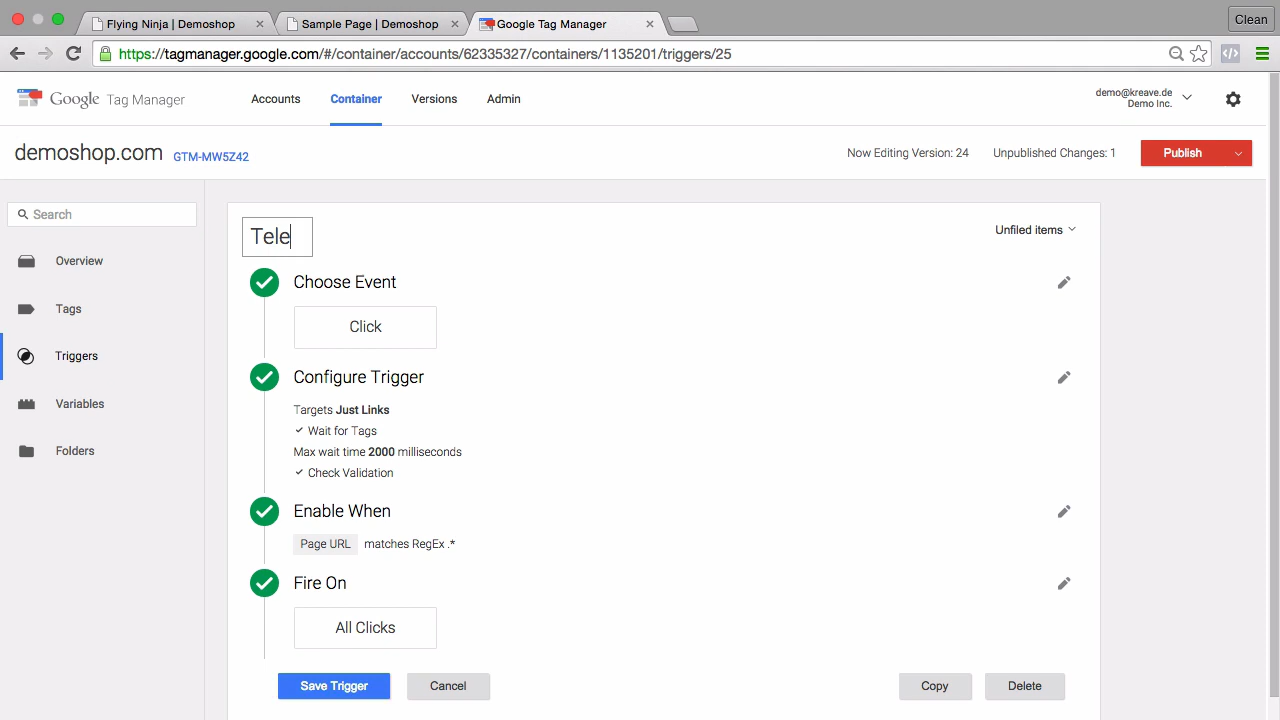 Flying Ninja | Demoshop
Sample Page | Demoshop
Google Tag Manager
Clean
https://tagmanager.google.com/#/container/accounts/62335327/containers/1135201/triggers/25
Google Tag Manager
Accounts
Container
Versions
Admin
demo@kreave.de
Demo Inc.
demoshop.com GTM-MW5Z42
Now Editing Version: 24
Unpublished Changes: 1
Publish
Search
Overview
Tags
Triggers
Variables
Folders
Tele
Unfiled items
Choose Event
Click
Configure Trigger
Targets Just Links
Wait for Tags
Max wait time 2000 milliseconds
Check Validation
Enable When
Page URL matches RegEx .*
Fire On
All Clicks
Save Trigger
Cancel
Copy
Delete